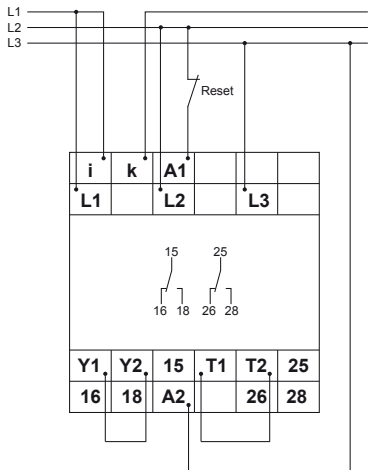 L1
L2
L3
Reset
i k A1
L1 L2 L3
15 25
16 18 26 28
Y1 Y2 15 T1 T2 25
16 18 A2 26 28